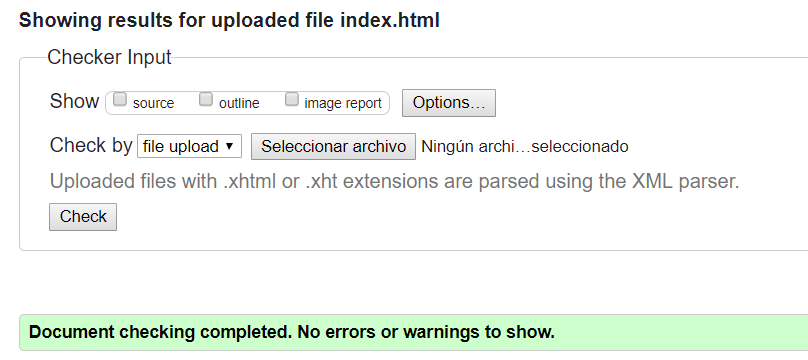 Showing results for uploaded file index.html
Checker Input
Show source outline image report Options...
Check by file upload Seleccionar archivo Ningún archi...seleccionado
Uploaded files with .xhtml or .xht extensions are parsed using the XML parser.
Check
Document checking completed. No errors or warnings to show.